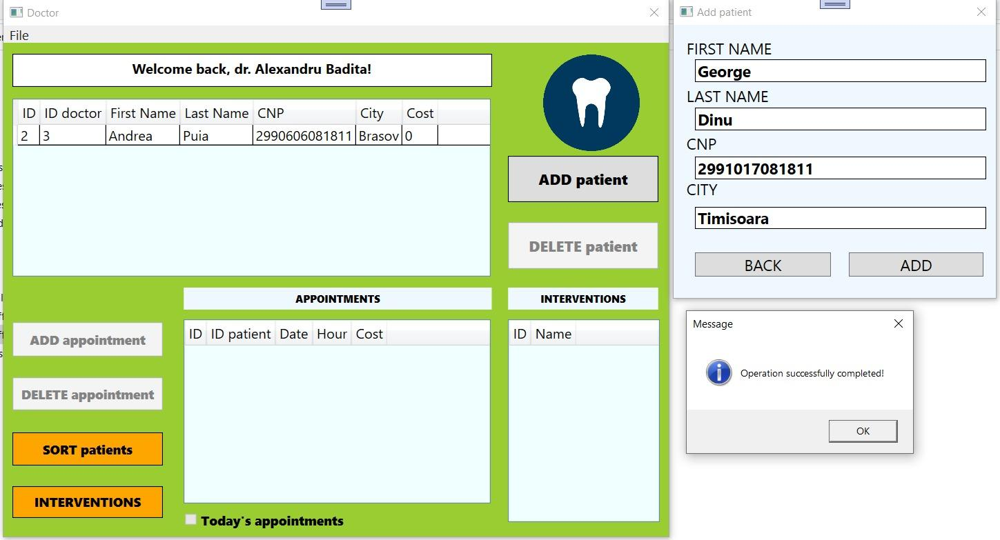 Doctor
File
Welcome back, dr. Alexandru Badita!
ID ID doctor First Name Last Name CNP City Cost
2 3 Andrea Puia 2990606081811 Brasov 0
ADD patient
DELETE patient
APPOINTMENTS
INTERVENTIONS
ADD appointment
DELETE appointment
SORT patients
INTERVENTIONS
ID ID patient Date Hour Cost
Today's appointments
ID Name
Add patient
FIRST NAME
George
LAST NAME
Dinu
CNP
2991017081811
CITY
Timisoara
BACK ADD
Message
Operation successfully completed!
OK